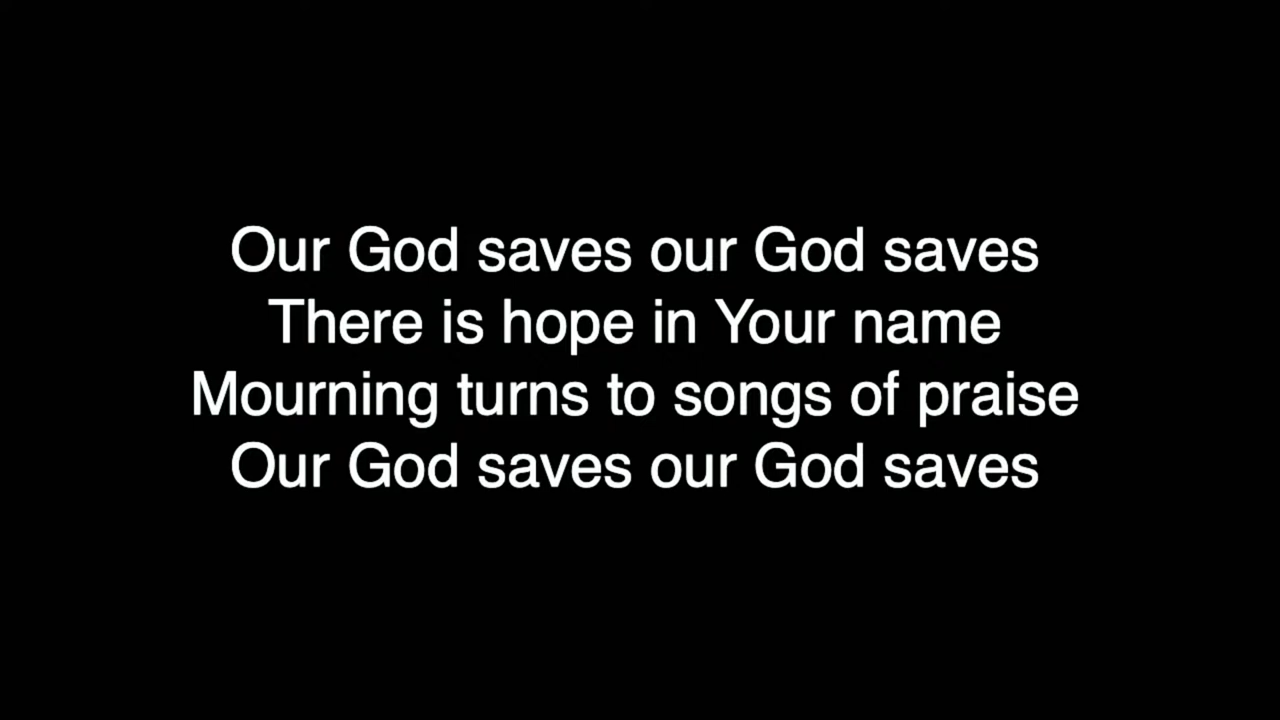 Our God saves our God saves
There is hope in Your name
Mourning turns to songs of praise
Our God saves our God saves